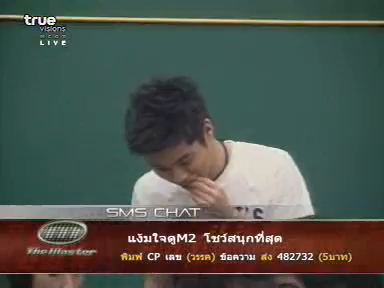 true
visions
LIVE
SMS CHAT
The Master
แง้มใจดูM2 โชว์สนุกที่สุด
พิมพ์ CP เลข (วรรค) ข้อความ ส่ง 482732 (5บาท)